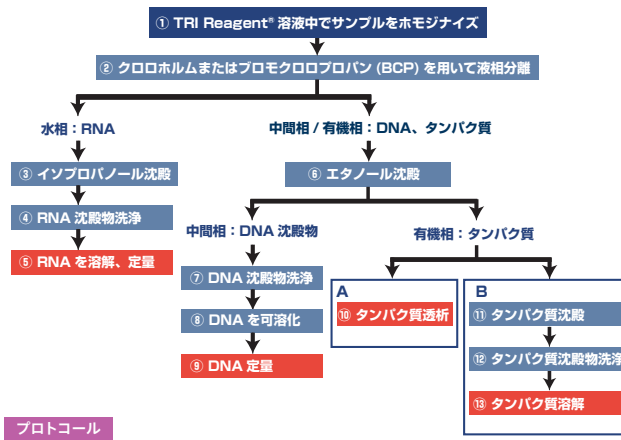 ① TRI Reagent® 溶液中でサンプルをホモジナイズ
② クロロホルムまたはブロモクロロプロパン (BCP) を用いて液相分離
水相：RNA
中間相 / 有機相：DNA、タンパク質
③ イソプロパノール沈殿
⑥ エタノール沈殿
④ RNA 沈殿物洗浄
中間相：DNA 沈殿物
有機相：タンパク質
⑤ RNA を溶解、定量
⑦ DNA 沈殿物洗浄
A
B
⑩ タンパク質透析
⑪ タンパク質沈殿
⑧ DNA を可溶化
⑫ タンパク質沈殿物洗浄
⑨ DNA 定量
⑬ タンパク質溶解
プロトコール